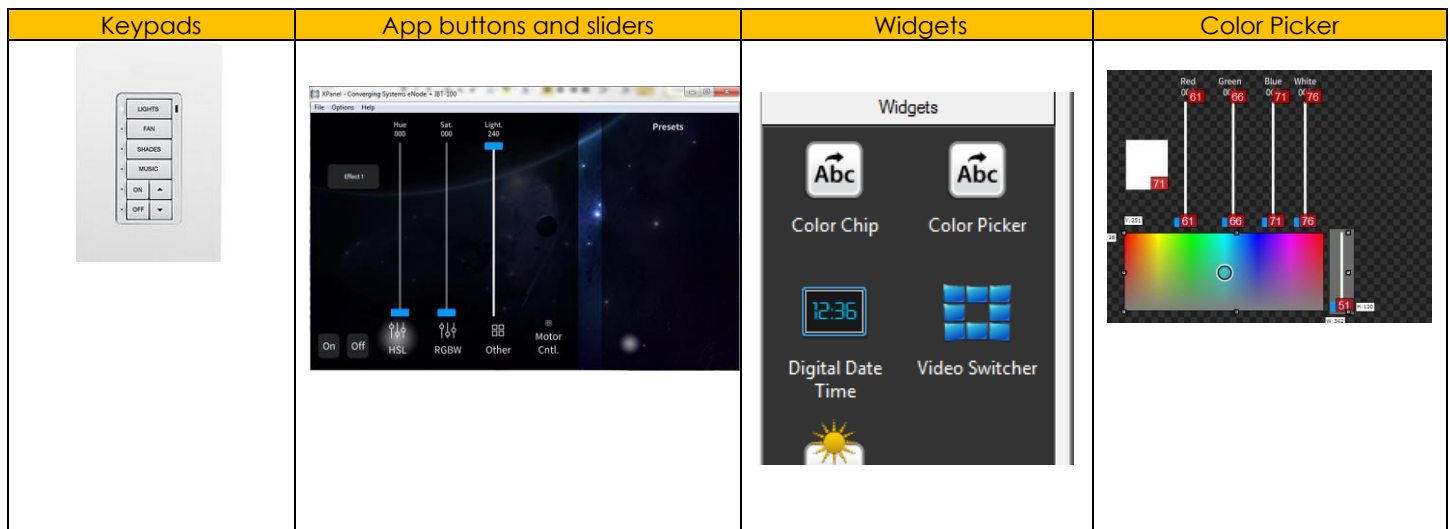 Keypads
App buttons and sliders
Widgets
Color Picker
LIGHTS
FAN
SHADES
MUSIC
ON
OFF
XPanel - Converging Systems eNode + IBT-100
File Options Help
Hue Sat. Light.
000 000 240
Presets
Effect 1
On Off
HSL RGBW Other Motor Cntl.
Widgets
Abc Abc
Color Chip Color Picker
12:36
Digital Date Time Video Switcher
Red Green Blue White
61 66 71 76
71
61 66 71 76
51